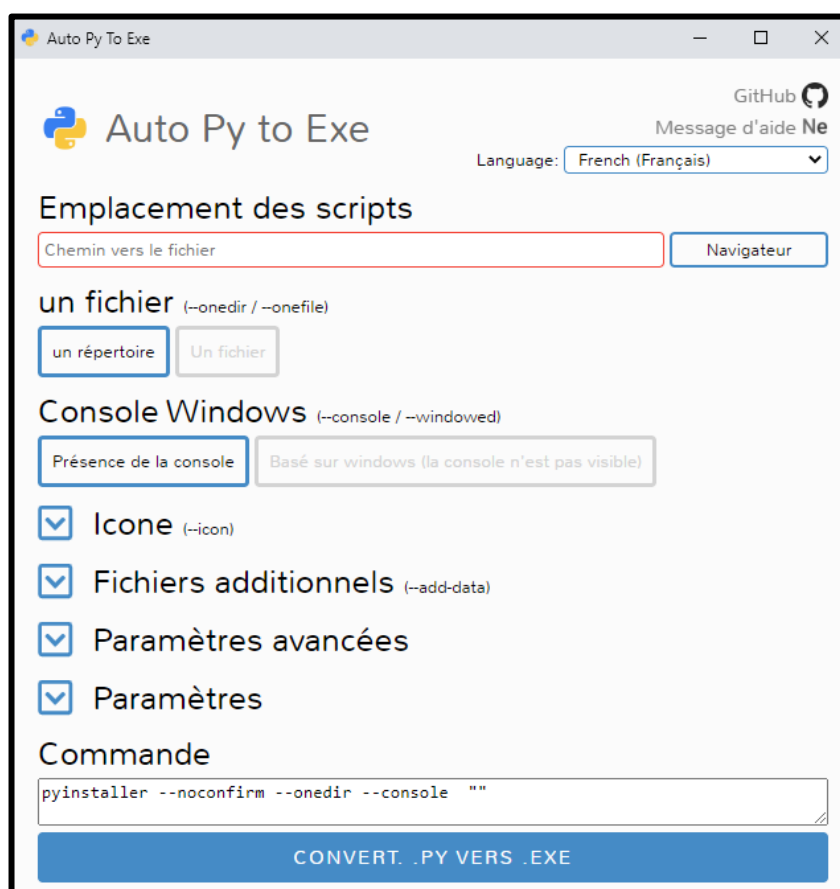 Auto Py To Exe
GitHub
Auto Py to Exe
Message d'aide Ne
Language: French (Français)
Emplacement des scripts
Chemin vers le fichier Navigateur
un fichier (--onedir / --onefile)
un répertoire Un fichier
Console Windows (--console / --windowed)
Présence de la console Basé sur windows (la console n'est pas visible)
Icone (--icon)
Fichiers additionnels (--add-data)
Paramètres avancées
Paramètres
Commande
pyinstaller --noconfirm --onedir --console  ""
CONVERT. .PY VERS .EXE